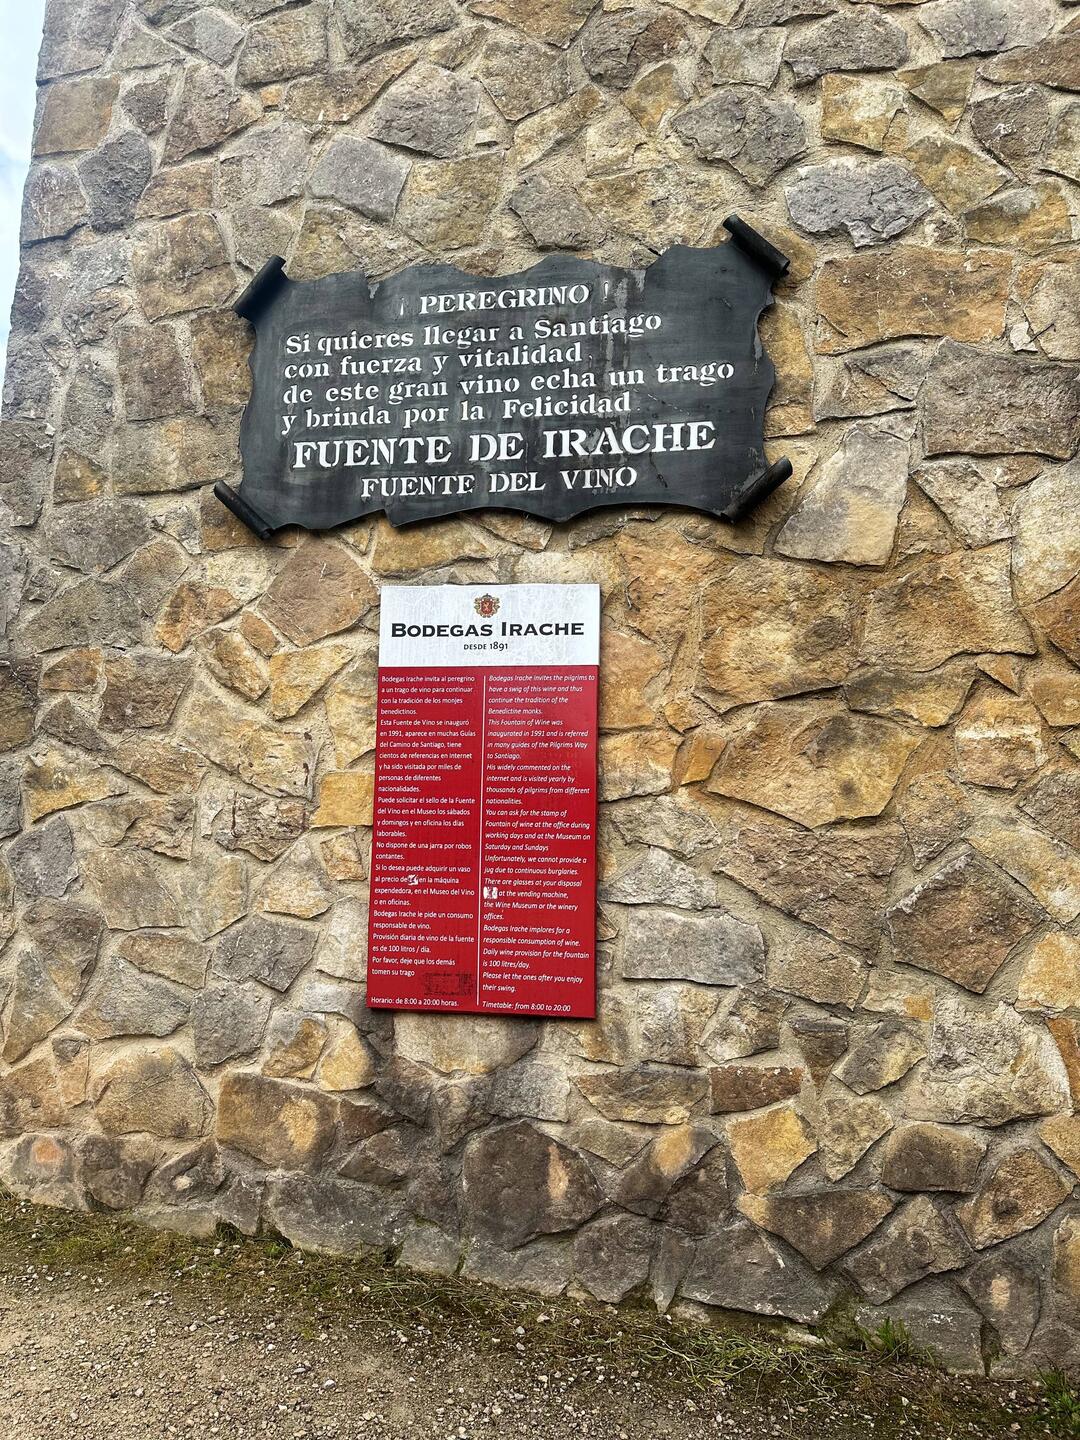 ¡ PEREGRINO !
Si quieres llegar a Santiago
con fuerza y vitalidad
de este gran vino echa un trago
y brinda por la Felicidad
FUENTE DE IRACHE
FUENTE DEL VINO
BODEGAS IRACHE
DESDE 1891
Bodegas Irache invita al peregrino
a un trago de vino para continuar
con la tradición de los monjes
benedictinos.
Esta Fuente de Vino se inauguró
en 1991, aparece en muchas Guías
del Camino de Santiago, tiene
cientos de referencias en Internet
y ha sido visitada por miles de
personas de diferentes
nacionalidades.
Puede solicitar el sello de la Fuente
del Vino en el Museo los sábados
y domingos y en oficina los días
laborables.
No dispone de una jarra por robos
contantes.
Si lo desea puede adquirir un vaso
al precio de en la máquina
expendedora, en el Museo del Vino
o en oficinas.
Bodegas Irache le pide un consumo
responsable de vino.
Provisión diaria de vino de la fuente
es de 100 litros / día.
Por favor, deje que los demás
tomen su trago
Horario: de 8:00 a 20:00 horas.
Bodegas Irache invites the pilgrims to
have a swig of this wine and thus
continue the tradition of the
Benedictine monks.
This Fountain of Wine was
inaugurated in 1991 and is referred
in many guides of the Pilgrims Way
to Santiago.
His widely commented on the
internet and is visited yearly by
thousands of pilgrims from different
nationalities.
You can ask for the stamp of
Fountain of wine at the office during
working days and at the Museum on
Saturday and Sundays
Unfortunately, we cannot provide a
jug due to continuous burglaries.
There are glasses at your disposal
at the vending machine,
the Wine Museum or the winery
offices.
Bodegas Irache implores for a
responsible consumption of wine.
Daily wine provision for the fountain
is 100 litres/day.
Please let the ones after you enjoy
their swing.
Timetable: from 8:00 to 20:00